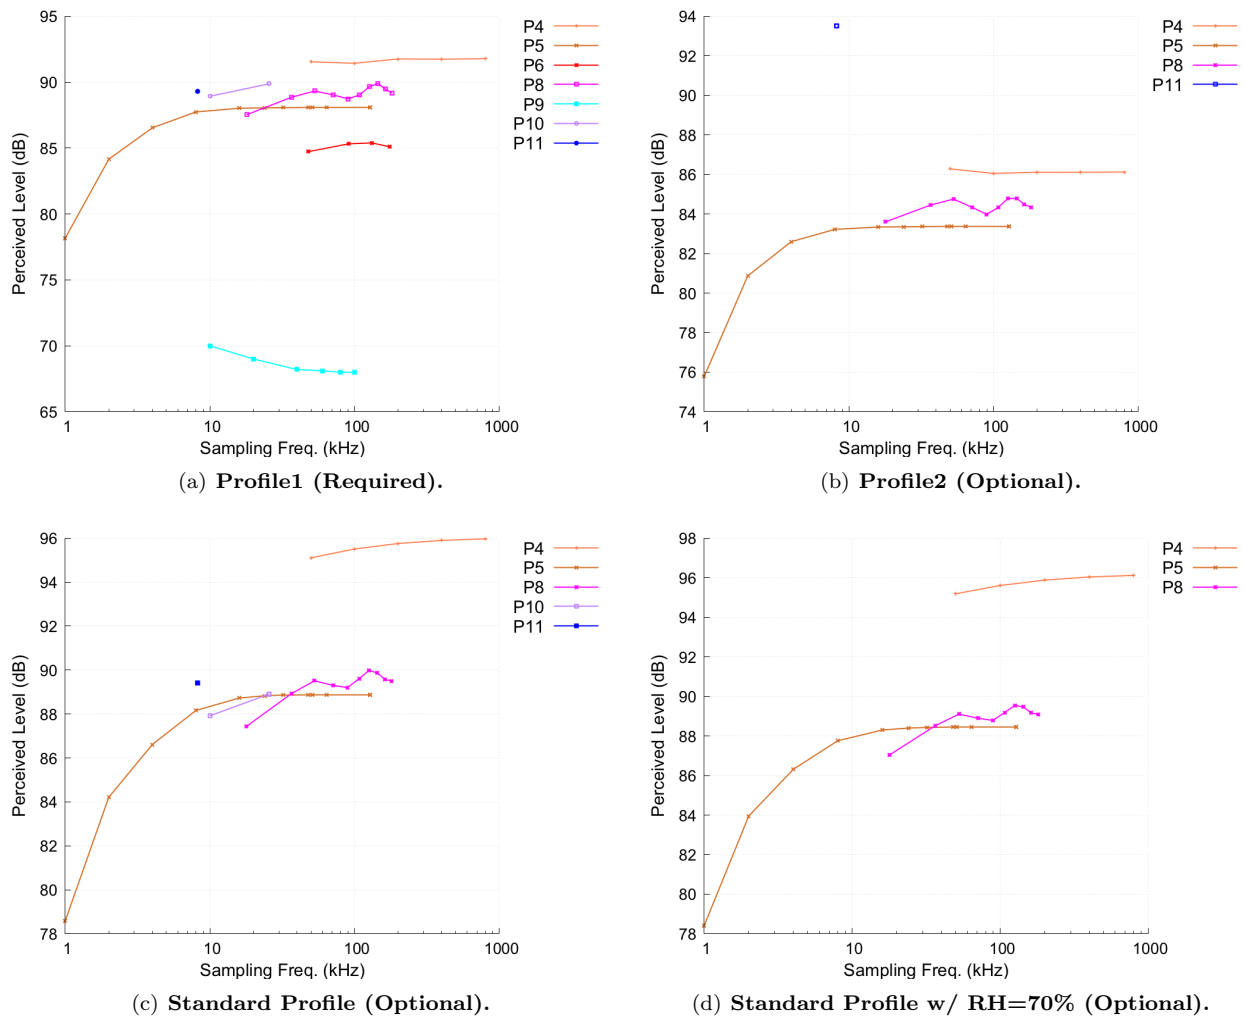 95
90
85
80
75
70
65
1 10 100 1000
Perceived Level (dB)
Sampling Freq. (kHz)
P4
P5
P6
P8
P9
P10
P11
(a) Profile1 (Required).
94
92
90
88
86
84
82
80
78
76
74
1 10 100 1000
Perceived Level (dB)
Sampling Freq. (kHz)
P4
P5
P8
P11
(b) Profile2 (Optional).
96
94
92
90
88
86
84
82
80
78
1 10 100 1000
Perceived Level (dB)
Sampling Freq. (kHz)
P4
P5
P8
P10
P11
(c) Standard Profile (Optional).
98
96
94
92
90
88
86
84
82
80
78
1 10 100 1000
Perceived Level (dB)
Sampling Freq. (kHz)
P4
P5
P8
(d) Standard Profile w/ RH=70% (Optional).